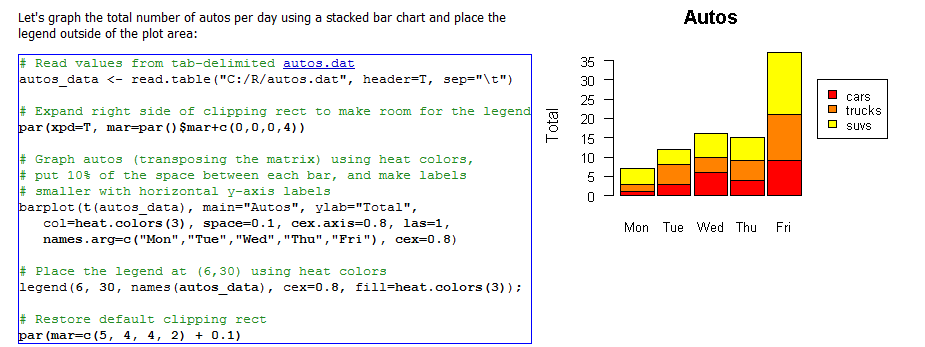 Let's graph the total number of autos per day using a stacked bar chart and place the
legend outside of the plot area:
# Read values from tab-delimited autos.dat
autos_data <- read.table("C:/R/autos.dat", header=T, sep="\t")
# Expand right side of clipping rect to make room for the legend
par(xpd=T, mar=par()$mar+c(0,0,0,4))
# Graph autos (transposing the matrix) using heat colors,
# put 10% of the space between each bar, and make labels
# smaller with horizontal y-axis labels
barplot(t(autos_data), main="Autos", ylab="Total",
col=heat.colors(3), space=0.1, cex.axis=0.8, las=1,
names.arg=c("Mon","Tue","Wed","Thu","Fri"), cex=0.8)
# Place the legend at (6,30) using heat colors
legend(6, 30, names(autos_data), cex=0.8, fill=heat.colors(3));
# Restore default clipping rect
par(mar=c(5, 4, 4, 2) + 0.1)
Autos
Total
35
30
25
20
15
10
5
0
Mon Tue Wed Thu Fri
cars
trucks
suvs